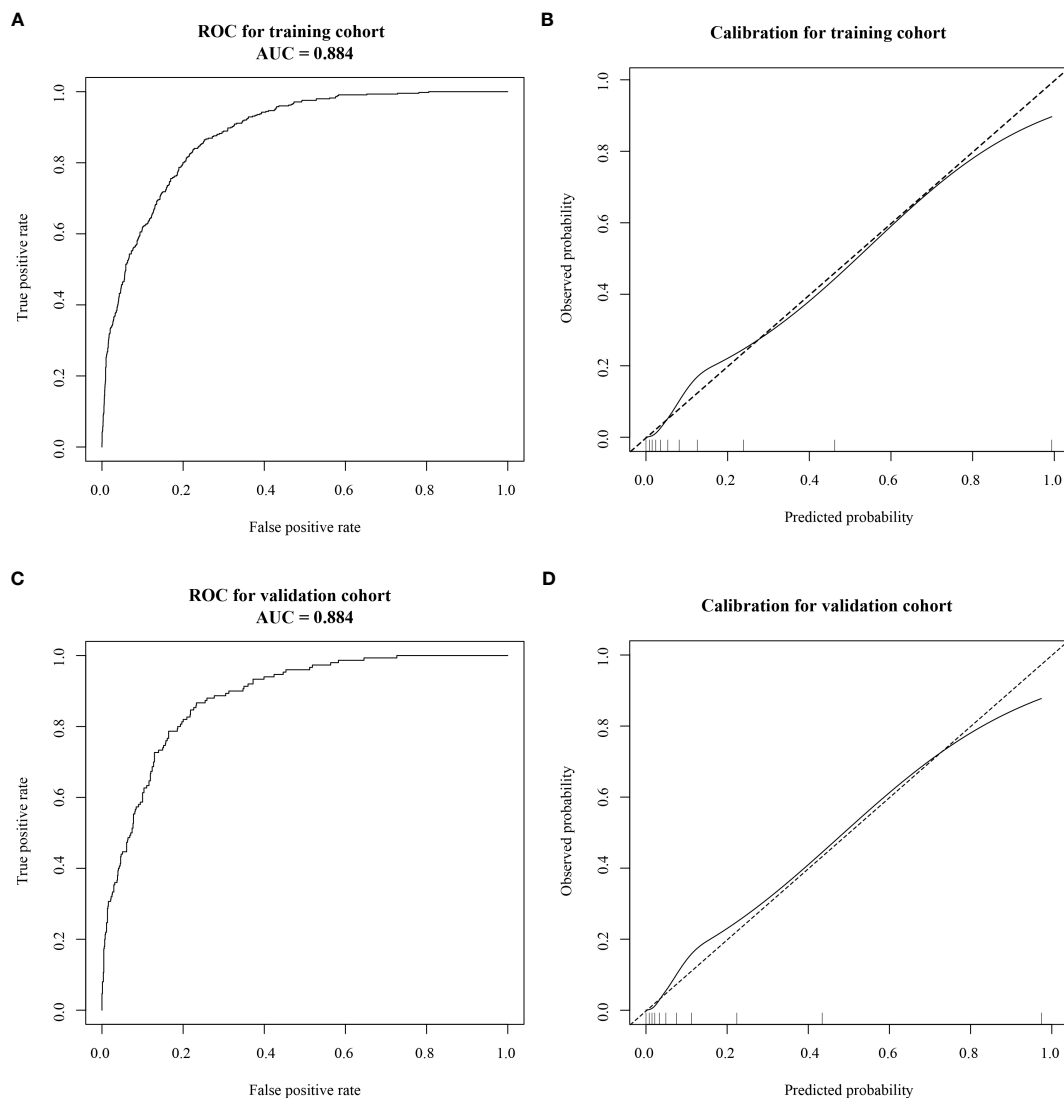 A
ROC for training cohort
AUC = 0.884
True positive rate
1.0
0.8
0.6
0.4
0.2
0.0
0.0 0.2 0.4 0.6 0.8 1.0
False positive rate
B
Calibration for training cohort
Observed probability
1.0
0.8
0.6
0.4
0.2
0.0
0.0 0.2 0.4 0.6 0.8 1.0
Predicted probability
C
ROC for validation cohort
AUC = 0.884
True positive rate
1.0
0.8
0.6
0.4
0.2
0.0
0.0 0.2 0.4 0.6 0.8 1.0
False positive rate
D
Calibration for validation cohort
Observed probability
1.0
0.8
0.6
0.4
0.2
0.0
0.0 0.2 0.4 0.6 0.8 1.0
Predicted probability